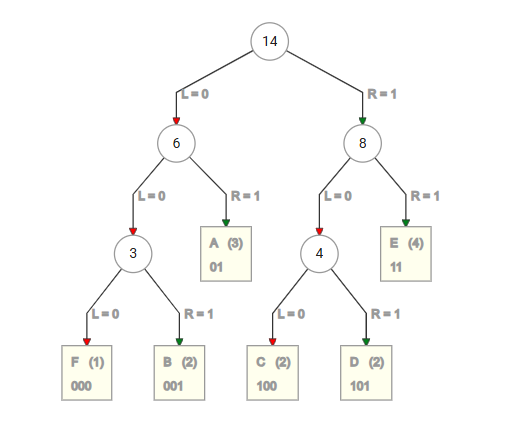 14
L = 0
R = 1
6
8
L = 0
R = 1
L = 0
R = 1
3
A (3)
01
4
E (4)
11
L = 0
R = 1
L = 0
R = 1
F (1)
000
B (2)
001
C (2)
100
D (2)
101